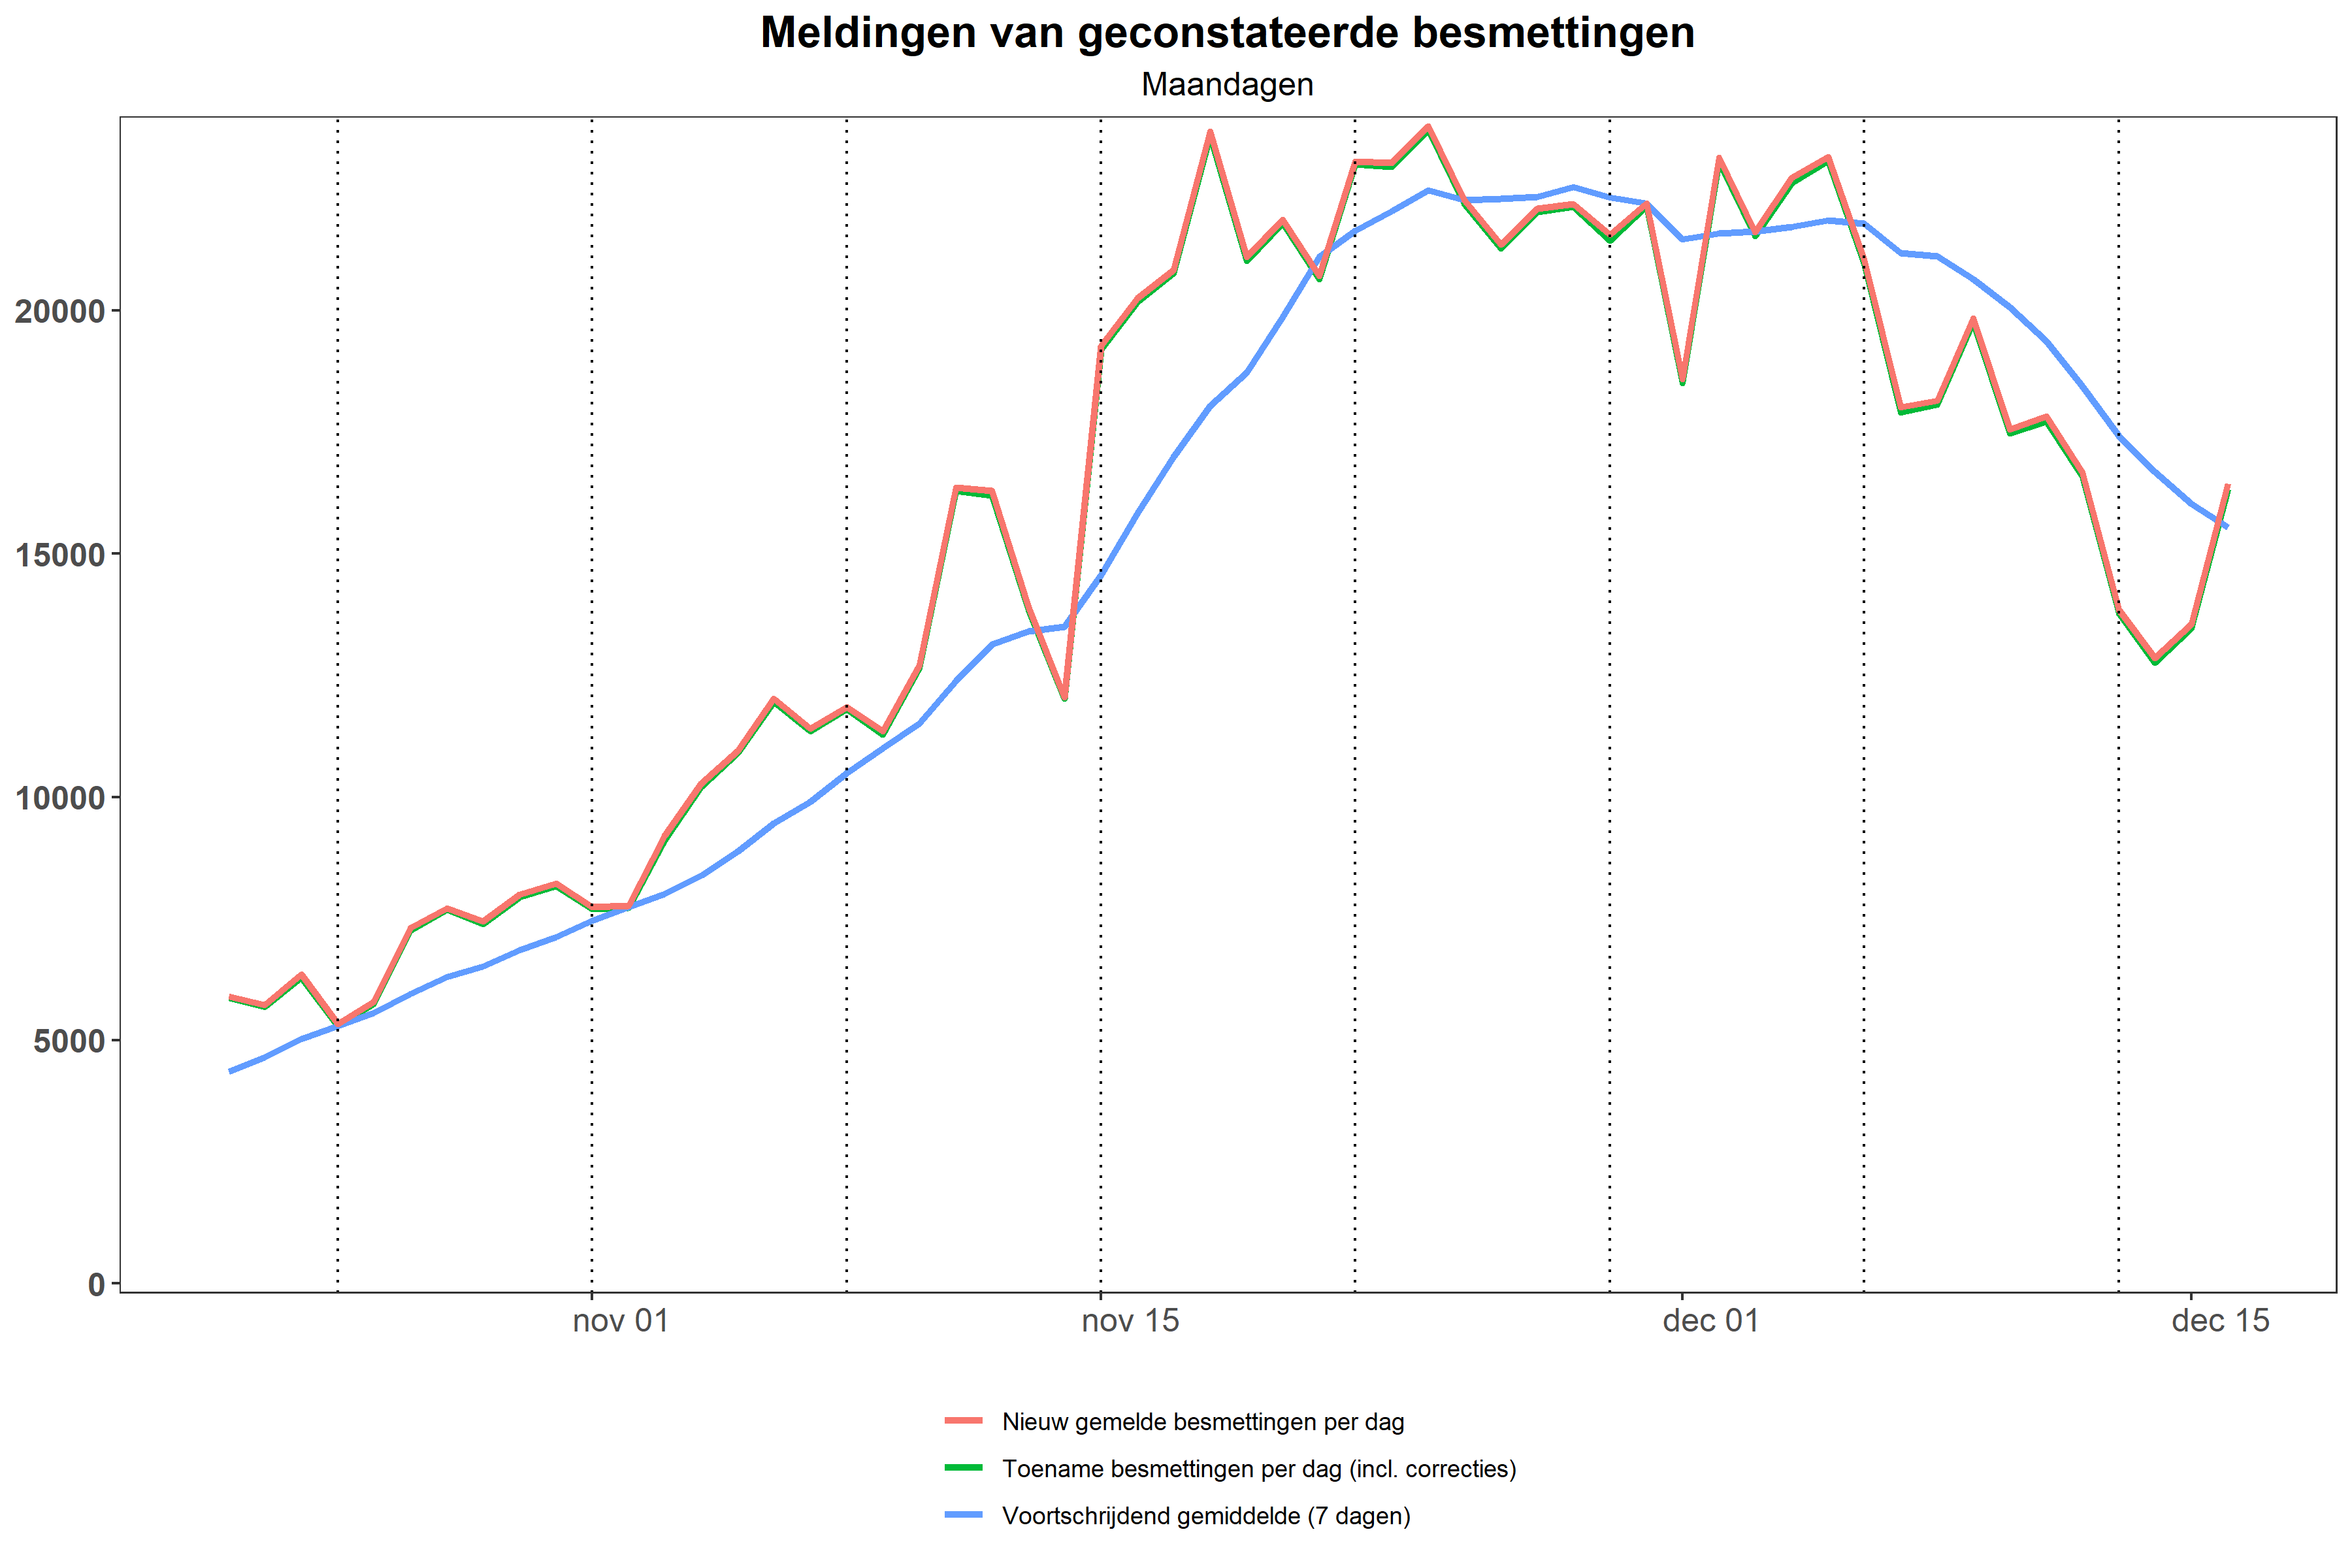 Meldingen van geconstateerde besmettingen
Maandagen
20000
15000
10000
5000
0
nov 01
nov 15
dec 01
dec 15
Nieuw gemelde besmettingen per dag
Toename besmettingen per dag (incl. correcties)
Voortschrijdend gemiddelde (7 dagen)